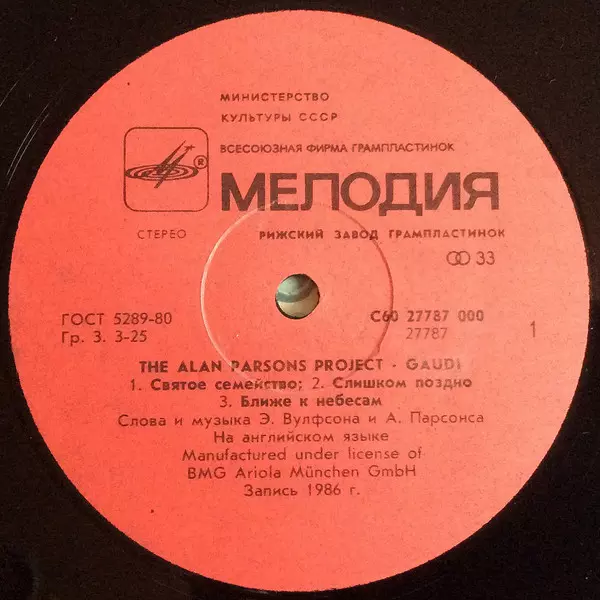 МИНИСТЕРСТВО
КУЛЬТУРЫ СССР
ВСЕСОЮЗНАЯ ФИРМА ГРАМПЛАСТИНОК
®
МЕЛОДИЯ
СТЕРЕО
РИЖСКИЙ ЗАВОД ГРАМПЛАСТИНОК
33
ГОСТ 5289-80
С60 27787 000
Гр. 3. 3-25
27787
1
THE ALAN PARSONS PROJECT · GAUDI
1. Святое семейство; 2. Слишком поздно
3. Ближе к небесам
Слова и музыка Э. Вулфсона и А. Парсонса
На английском языке
Manufactured under license of
BMG Ariola München GmbH
Запись 1986 г.